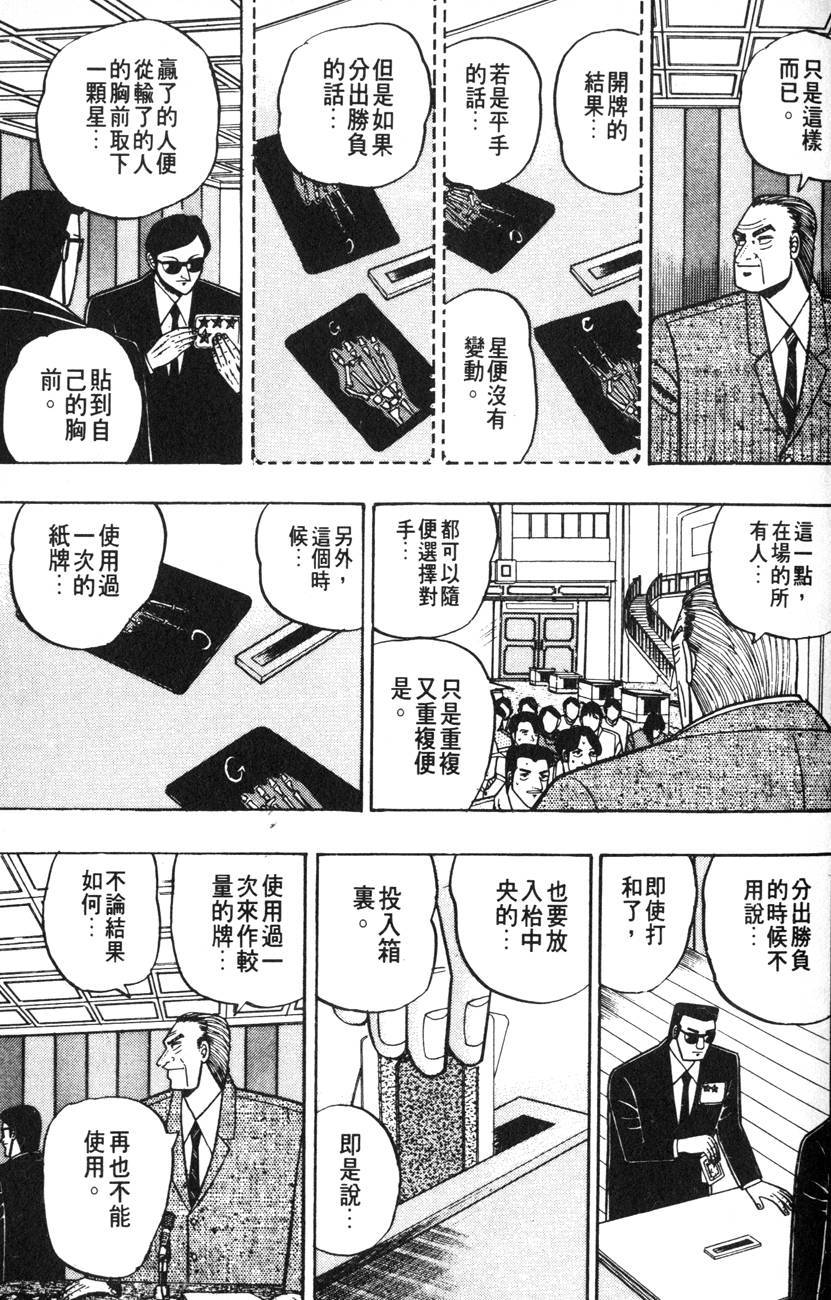 只是這樣
而已。
開牌的
結果…
若是平手
的話…
星便沒有
變動。
但是如果
分出勝負
的話…
贏了的人便
從輸了的人
的胸前取下
一顆星…
貼到自
己的胸
前。
這一點，
在場的所
有人…
都可以隨
便選擇對
手…
只是重複
又重複便
是。
另外，
這個時
候…
使用過
一次的
紙牌…
分出勝負
的時候不
用說…
即使打
和了，
也要放
入枱中
央的…
投入箱
裏。
即是說…
使用過一
次來作較
量的牌…
不論結果
如何…
再也不能
使用。